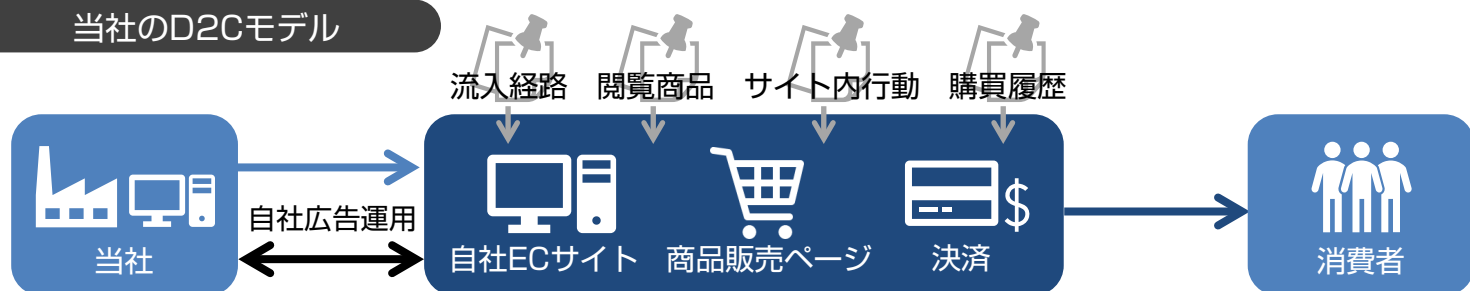 当社のD2Cモデル
流入経路
閲覧商品
サイト内行動
購買履歴
自社広告運用
当社
自社ECサイト
商品販売ページ
決済
消費者